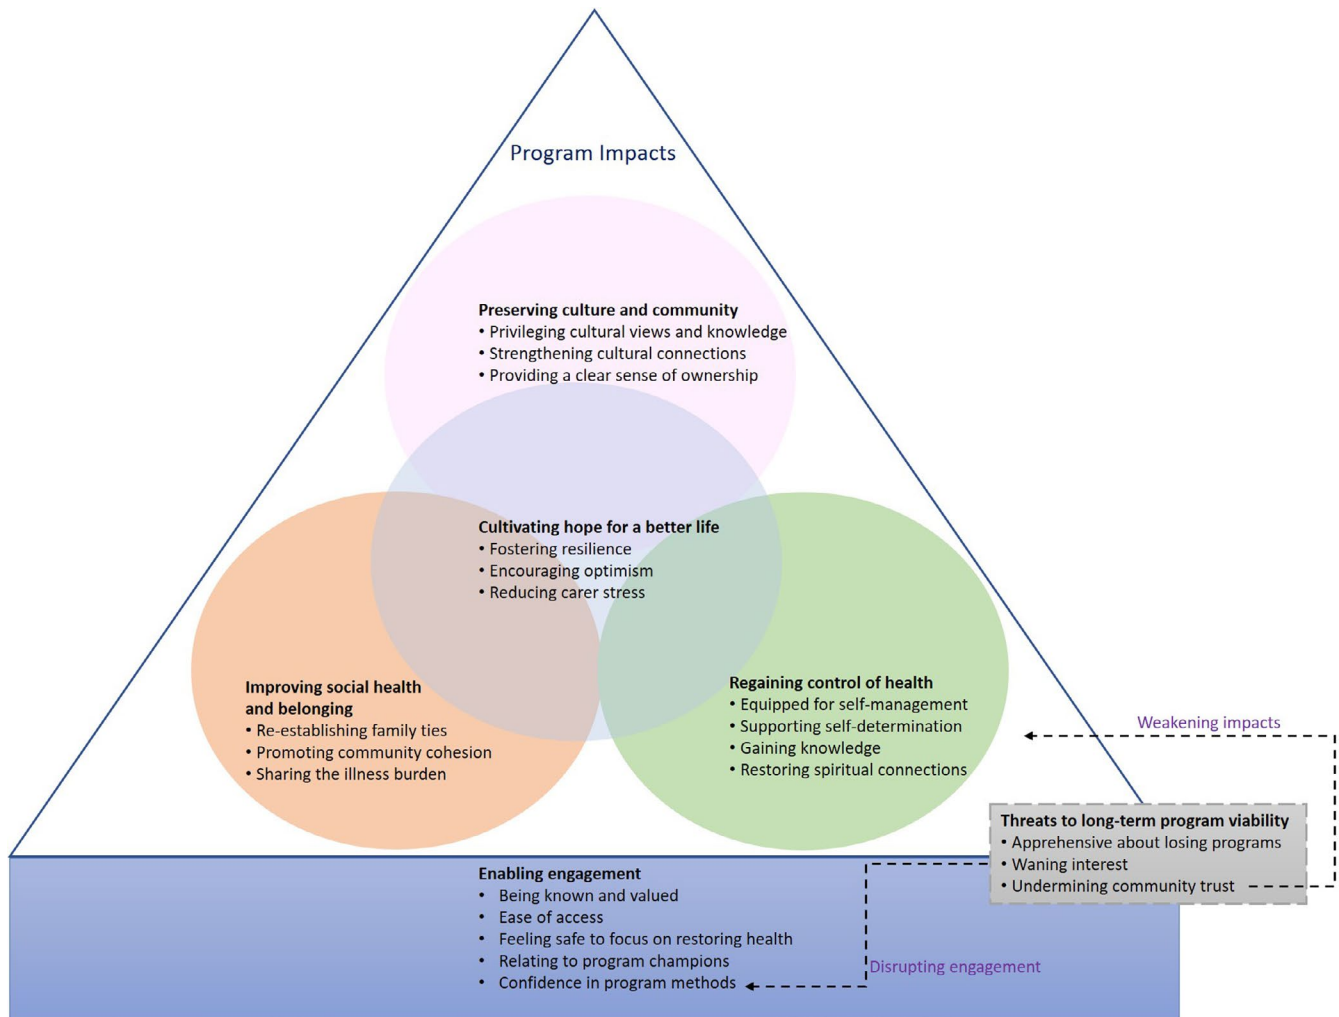 Program Impacts
Preserving culture and community
• Privileging cultural views and knowledge
• Strengthening cultural connections
• Providing a clear sense of ownership
Cultivating hope for a better life
• Fostering resilience
• Encouraging optimism
• Reducing carer stress
Improving social health
and belonging
• Re-establishing family ties
• Promoting community cohesion
• Sharing the illness burden
Regaining control of health
• Equipped for self-management
• Supporting self-determination
• Gaining knowledge
• Restoring spiritual connections
Weakening impacts
Threats to long-term program viability
• Apprehensive about losing programs
• Waning interest
• Undermining community trust
Enabling engagement
• Being known and valued
• Ease of access
• Feeling safe to focus on restoring health
• Relating to program champions
• Confidence in program methods
Disrupting engagement